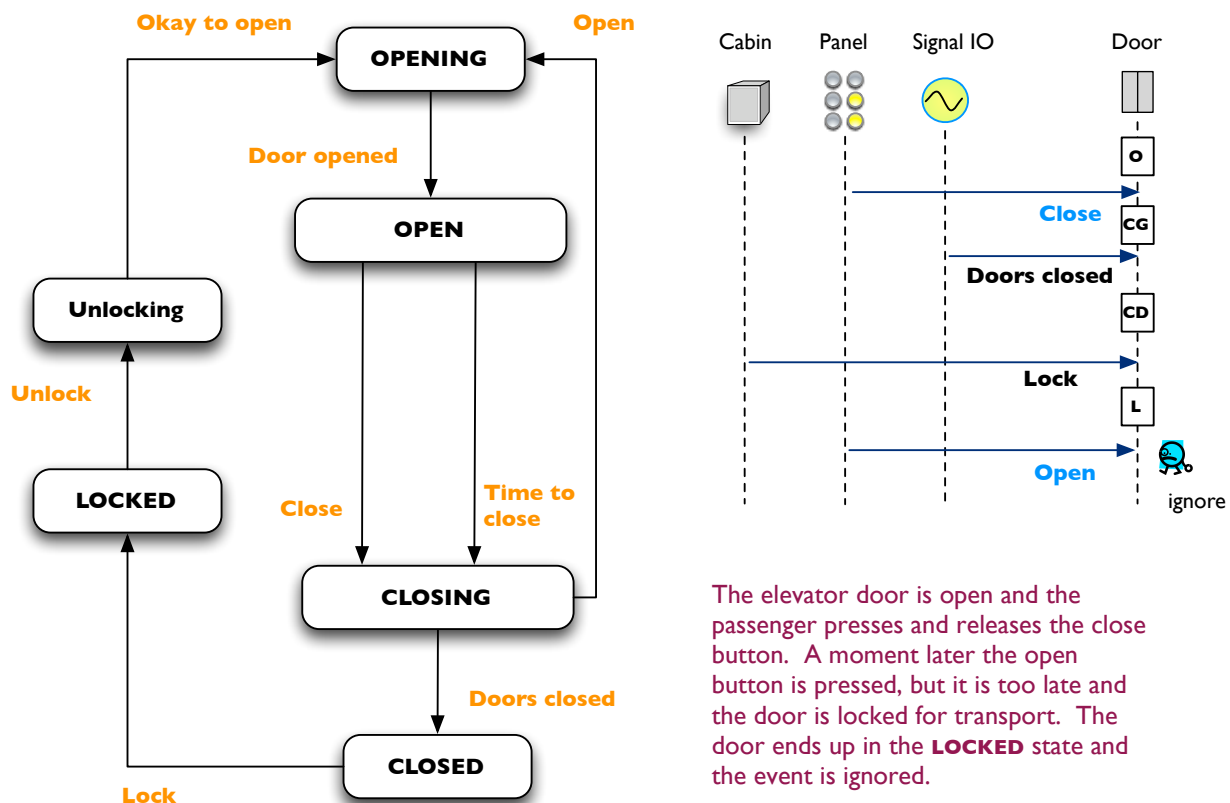 Okay to open
Open
OPENING
Door opened
OPEN
Unlocking
Unlock
LOCKED
Close
Time to
close
CLOSING
Doors closed
CLOSED
Lock
Cabin
Panel
Signal IO
Door
O
Close
CG
Doors closed
CD
Lock
L
Open
ignore
The elevator door is open and the
passenger presses and releases the close
button. A moment later the open
button is pressed, but it is too late and
the door is locked for transport. The
door ends up in the LOCKED state and
the event is ignored.